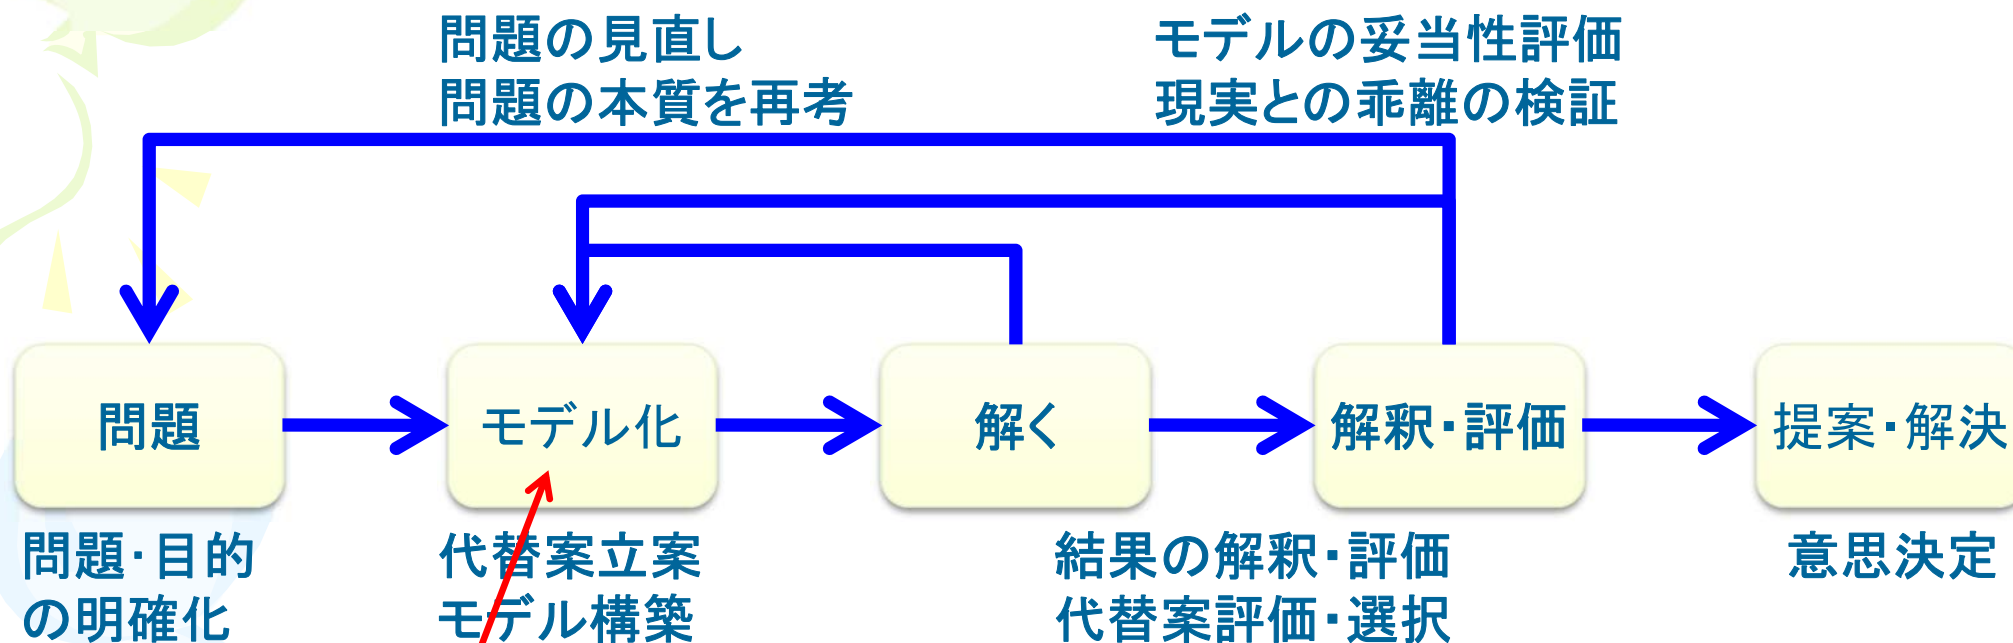 問題の見直し
問題の本質を再考
モデルの妥当性評価
現実との乖離の検証
問題
モデル化
解く
解釈・評価
提案・解決
問題・目的
の明確化
代替案立案
モデル構築
結果の解釈・評価
代替案評価・選択
意思決定